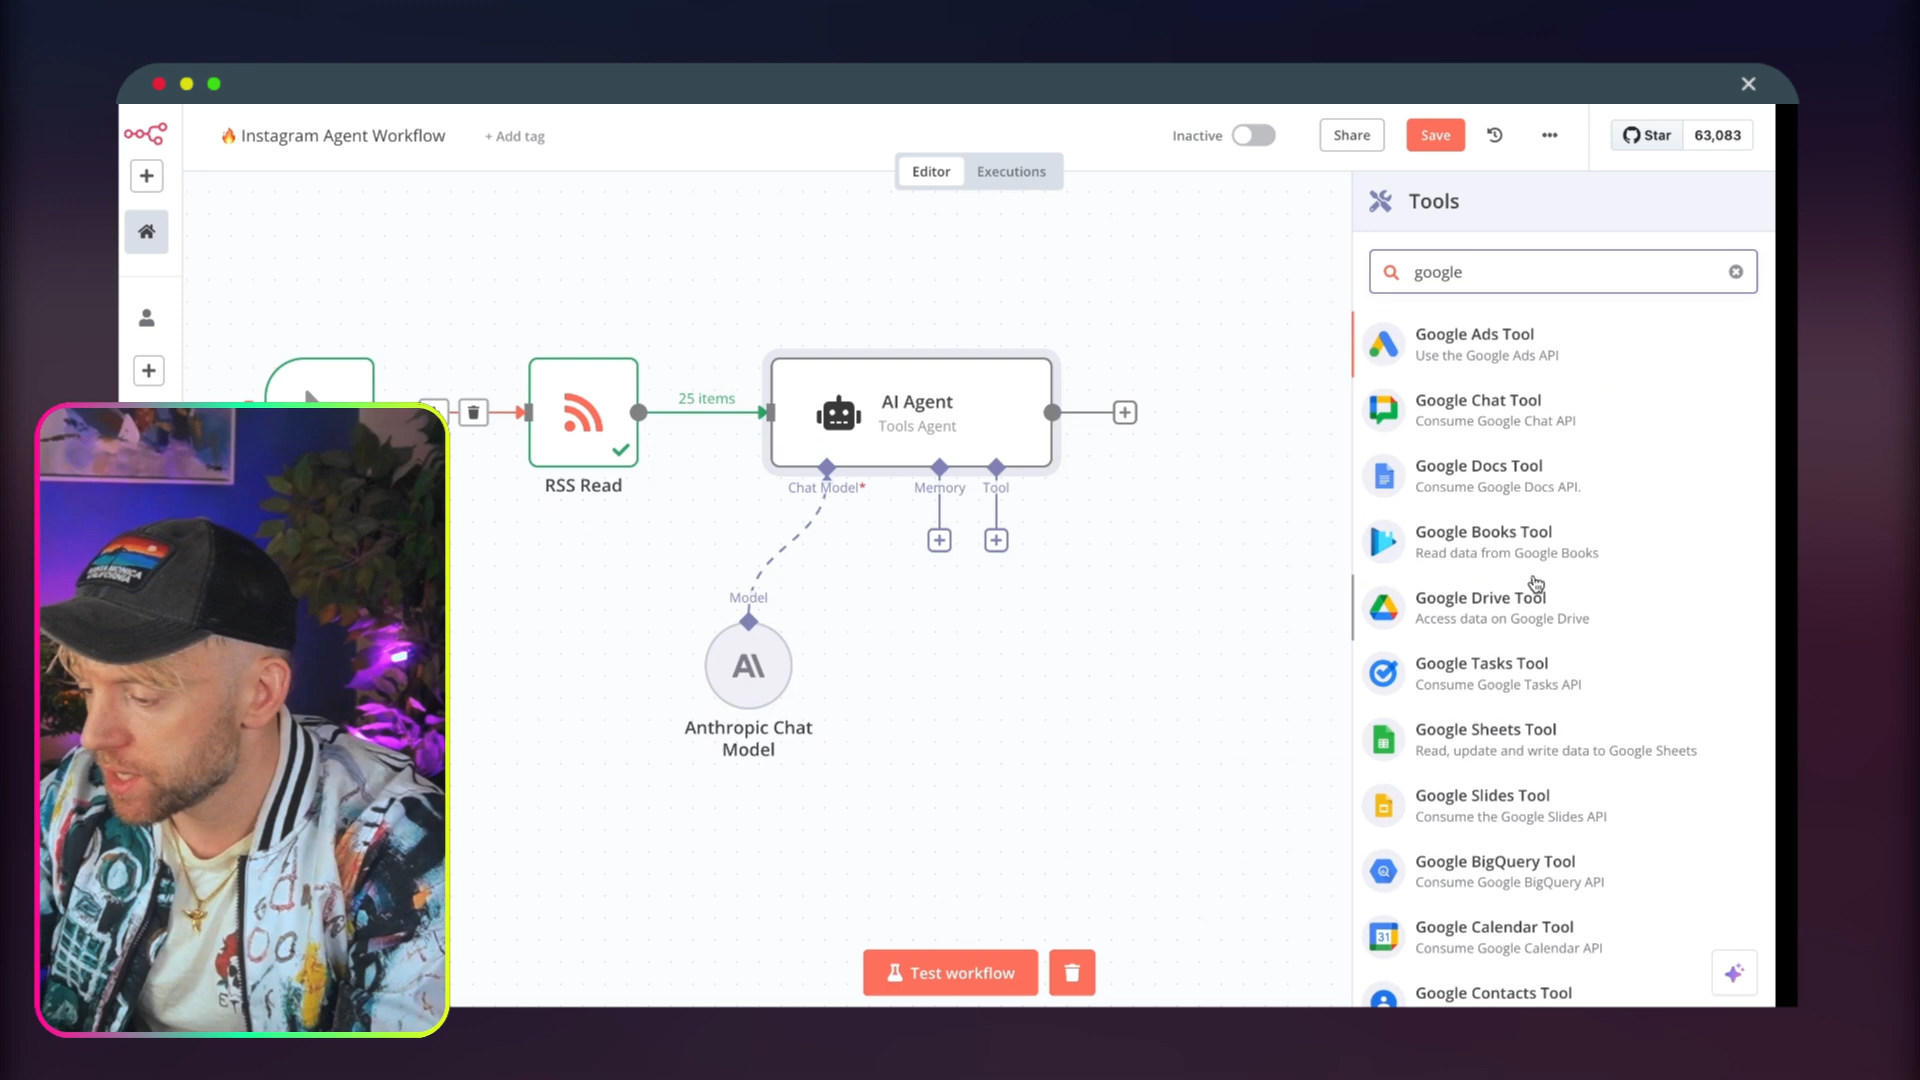 🔥 Instagram Agent Workflow
+ Add tag
Inactive
Share
Save
Star
63,083
Editor
Executions
Tools
google
Google Ads Tool
Use the Google Ads API
Google Chat Tool
Consume Google Chat API
Google Docs Tool
Consume Google Docs API.
Google Books Tool
Read data from Google Books
Google Drive Tool
Access data on Google Drive
Google Tasks Tool
Consume Google Tasks API
Google Sheets Tool
Read, update and write data to Google Sheets
Google Slides Tool
Consume the Google Slides API
Google BigQuery Tool
Consume Google BigQuery API
Google Calendar Tool
31
Consume Google Calendar API
Google Contacts Tool
25 items
RSS Read
AI Agent
Tools Agent
Chat Model*
Memory
Tool
Model
Anthropic Chat
Model
Test workflow
SANTA MONICA
CALIFORNIA